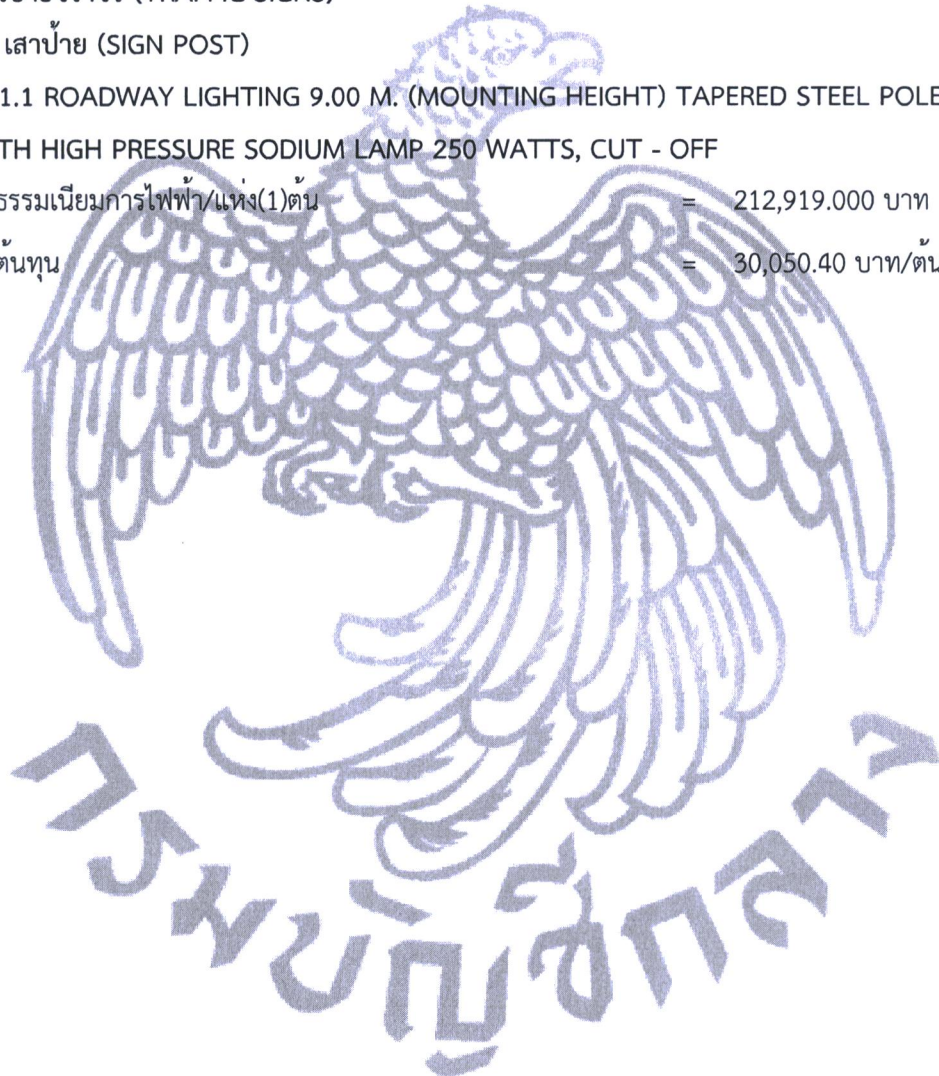 (TRAFFIC SIGNS)
เสาป้าย (SIGN POST)
1.1 ROADWAY LIGHTING 9.00 M. (MOUNTING HEIGHT) TAPERED STEEL POLE
TH HIGH PRESSURE SODIUM LAMP 250 WATTS, CUT - OFF
ธรรมเนียมการไฟฟ้า/แห่ง(1)ต้น = 212,919.000 บาท
ต้นทุน = 30,050.40 บาท/ต้น
กรมบัญชีกลาง